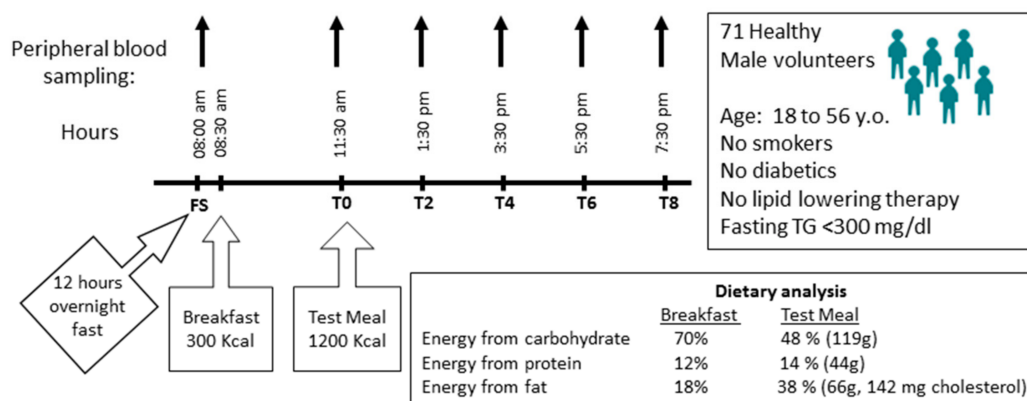 Peripheral blood
sampling:
Hours
08:00 am
08:30 am
11:30 am
1:30 pm
3:30 pm
5:30 pm
7:30 pm
FS
T0
T2
T4
T6
T8
12 hours
overnight
fast
Breakfast
300 Kcal
Test Meal
1200 Kcal
71 Healthy
Male volunteers
Age: 18 to 56 y.o.
No smokers
No diabetics
No lipid lowering therapy
Fasting TG <300 mg/dl
Dietary analysis
Breakfast Test Meal
Energy from carbohydrate 70% 48 % (119g)
Energy from protein 12% 14 % (44g)
Energy from fat 18% 38 % (66g, 142 mg cholesterol)